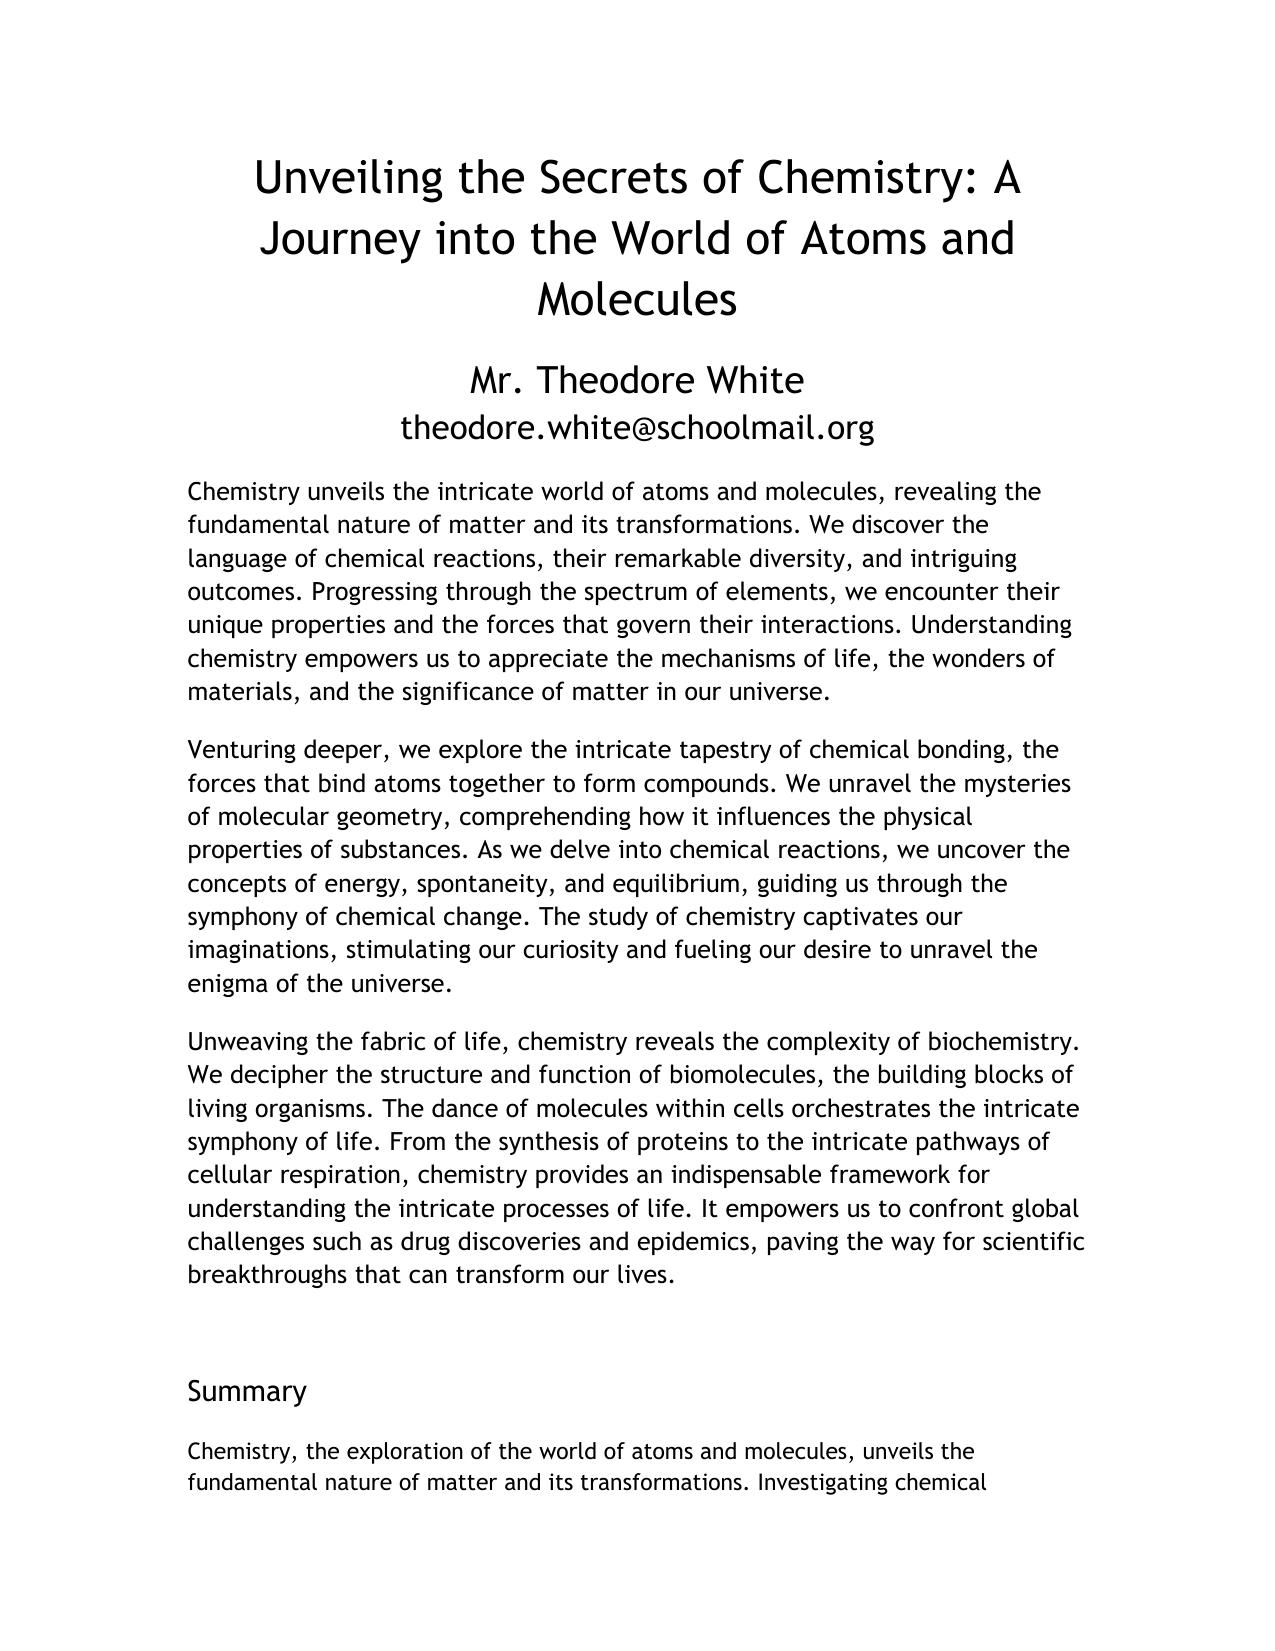 Unveiling the Secrets of Chemistry: A
Journey into the World of Atoms and
Molecules
Mr. Theodore White
theodore.white@schoolmail.org
Chemistry unveils the intricate world of atoms and molecules, revealing the
fundamental nature of matter and its transformations. We discover the
language of chemical reactions, their remarkable diversity, and intriguing
outcomes. Progressing through the spectrum of elements, we encounter their
unique properties and the forces that govern their interactions. Understanding
chemistry empowers us to appreciate the mechanisms of life, the wonders of
materials, and the significance of matter in our universe.
Venturing deeper, we explore the intricate tapestry of chemical bonding, the
forces that bind atoms together to form compounds. We unravel the mysteries
of molecular geometry, comprehending how it influences the physical
properties of substances. As we delve into chemical reactions, we uncover the
concepts of energy, spontaneity, and equilibrium, guiding us through the
symphony of chemical change. The study of chemistry captivates our
imaginations, stimulating our curiosity and fueling our desire to unravel the
enigma of the universe.
Unweaving the fabric of life, chemistry reveals the complexity of biochemistry.
We decipher the structure and function of biomolecules, the building blocks of
living organisms. The dance of molecules within cells orchestrates the intricate
symphony of life. From the synthesis of proteins to the intricate pathways of
cellular respiration, chemistry provides an indispensable framework for
understanding the intricate processes of life. It empowers us to confront global
challenges such as drug discoveries and epidemics, paving the way for scientific
breakthroughs that can transform our lives.
Summary
Chemistry, the exploration of the world of atoms and molecules, unveils the
fundamental nature of matter and its transformations. Investigating chemical